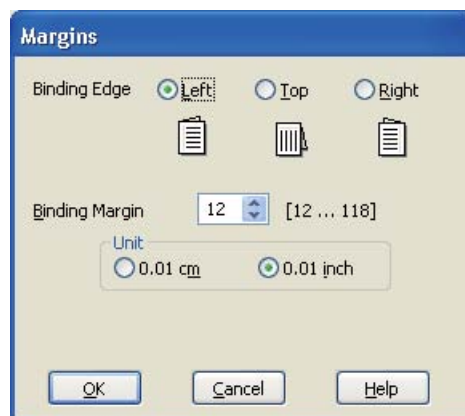 Margins
Binding Edge Left Top Right
Binding Margin 12 [12 ... 118]
Unit
0.01 cm 0.01 inch
OK Cancel Help